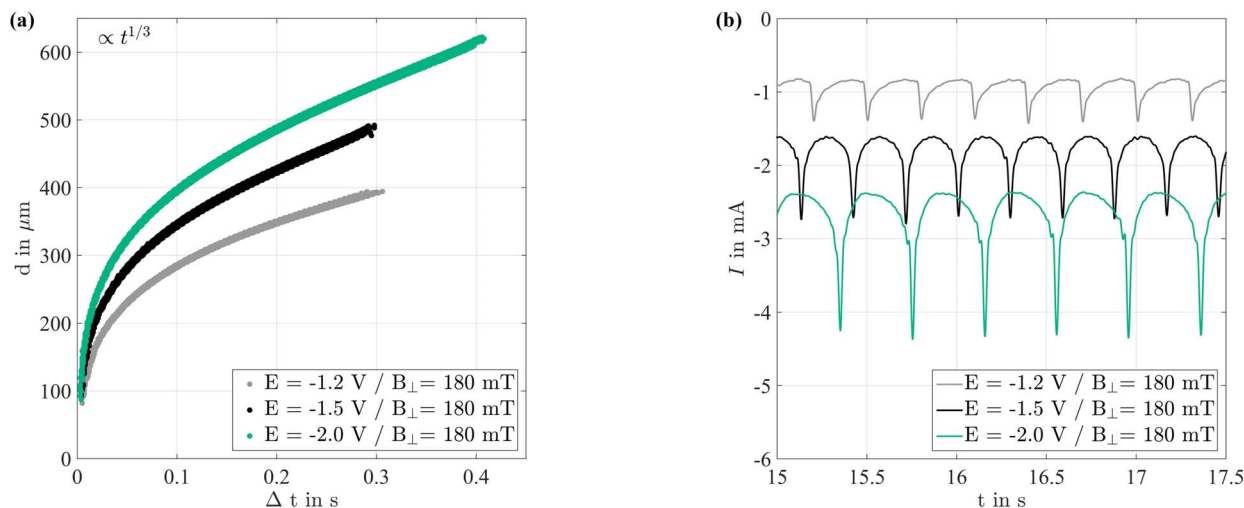 (a)
∝ t^{1/3}
600
500
400
300
200
100
0
d in μm
0 0.1 0.2 0.3 0.4
Δ t in s
E = -1.2 V / B⊥= 180 mT
E = -1.5 V / B⊥= 180 mT
E = -2.0 V / B⊥= 180 mT
(b)
0
-1
-2
-3
-4
-5
-6
I in mA
15 15.5 16 16.5 17 17.5
t in s
E = -1.2 V / B⊥= 180 mT
E = -1.5 V / B⊥= 180 mT
E = -2.0 V / B⊥= 180 mT